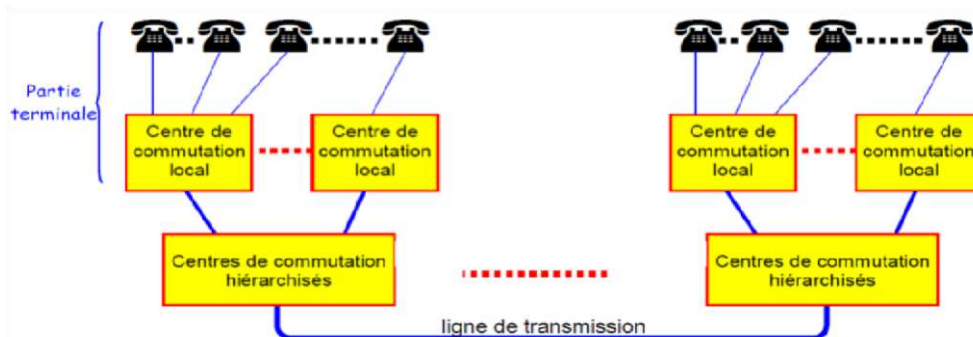 Partie
terminale
Centre de
commutation
local
Centre de
commutation
local
Centre de
commutation
local
Centre de
commutation
local
Centres de commutation
hiérarchisés
Centres de commutation
hiérarchisés
ligne de transmission